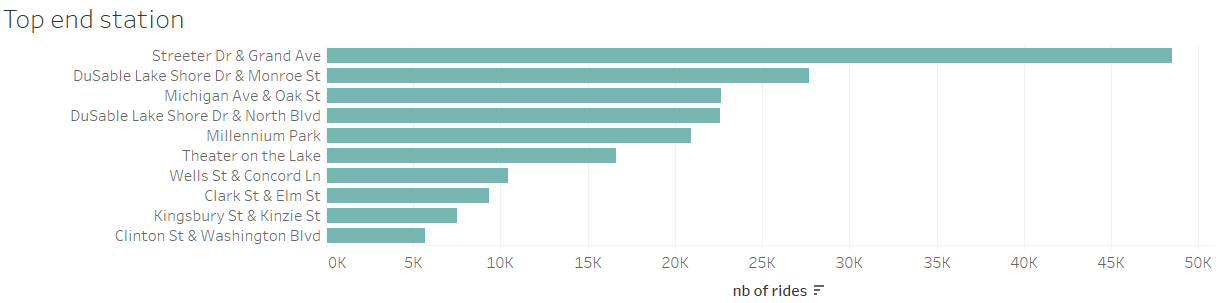 Top end station
Streeter Dr & Grand Ave
DuSable Lake Shore Dr & Monroe St
Michigan Ave & Oak St
DuSable Lake Shore Dr & North Blvd
Millennium Park
Theater on the Lake
Wells St & Concord Ln
Clark St & Elm St
Kingsbury St & Kinzie St
Clinton St & Washington Blvd
0K 5K 10K 15K 20K 25K 30K 35K 40K 45K 50K
nb of rides